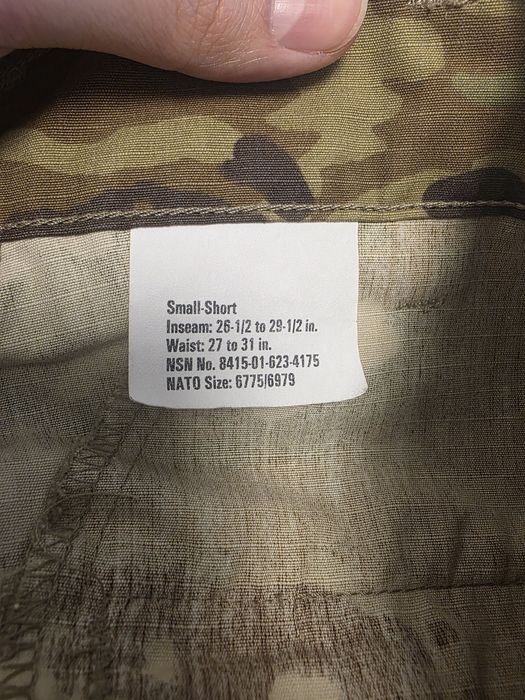 Small-Short
Inseam: 26-1/2 to 29-1/2 in.
Waist: 27 to 31 in.
NSN No. 8415-01-623-4175
NATO Size: 6775/6979